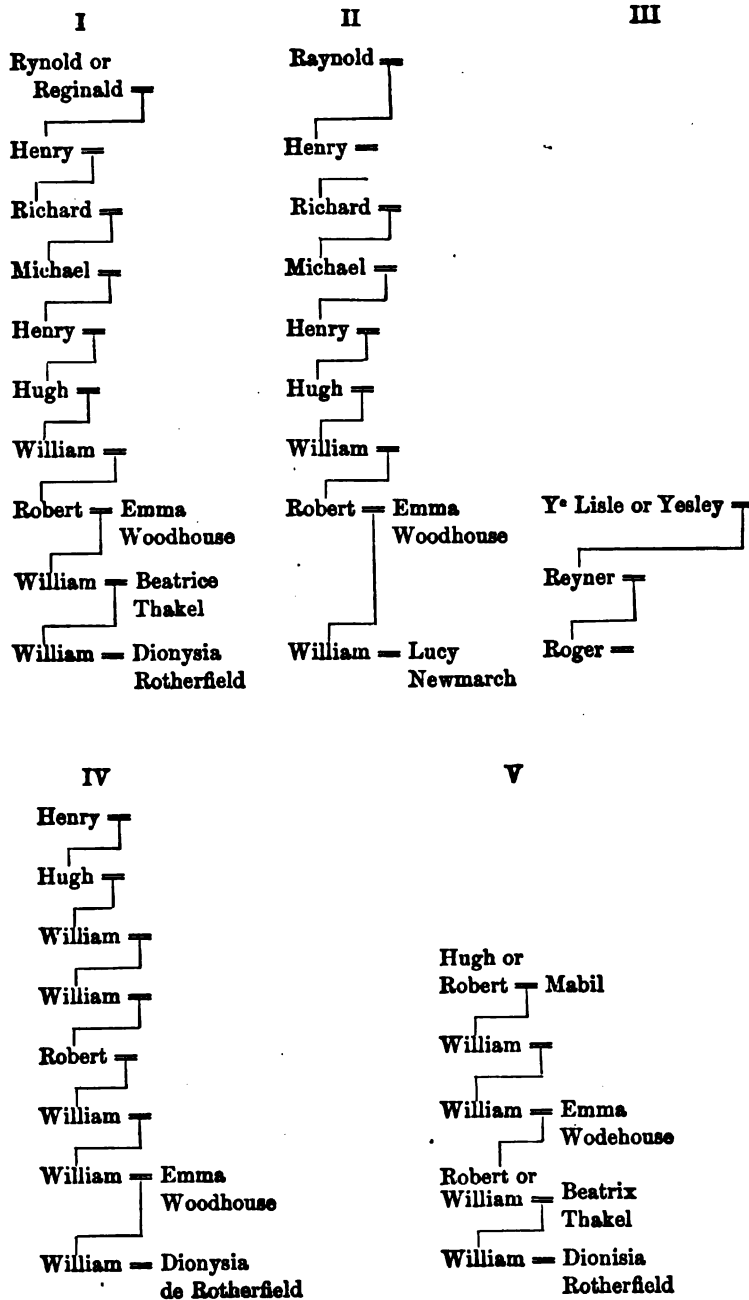 I
Rynold or
Reginald =
Henry =
Richard =
Michael =
Henry =
Hugh =
William =
Robert = Emma
Woodhouse
William = Beatrice
Thakel
William = Dionysia
Rotherfield
II
Raynold =
Henry =
Richard =
Michael =
Henry =
Hugh =
William =
Robert = Emma
Woodhouse
William = Lucy
Newmarch
III
Yᵉ Lisle or Yesley =
Reyner =
Roger =
IV
Henry =
Hugh =
William =
William =
Robert =
William =
William = Emma
Woodhouse
William = Dionysia
de Rotherfield
V
Hugh or
Robert = Mabil
William =
William = Emma
Wodehouse
Robert or
William = Beatrix
Thakel
William = Dionisia
Rotherfield